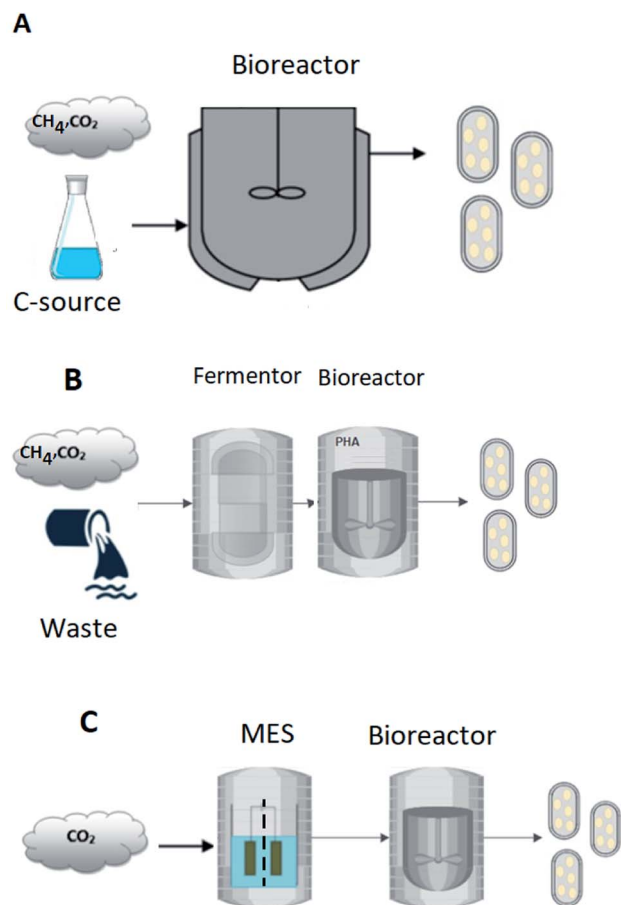 A
Bioreactor
CH₄,CO₂
C-source
B
Fermentor Bioreactor
CH₄,CO₂
PHA
Waste
C
MES Bioreactor
CO₂